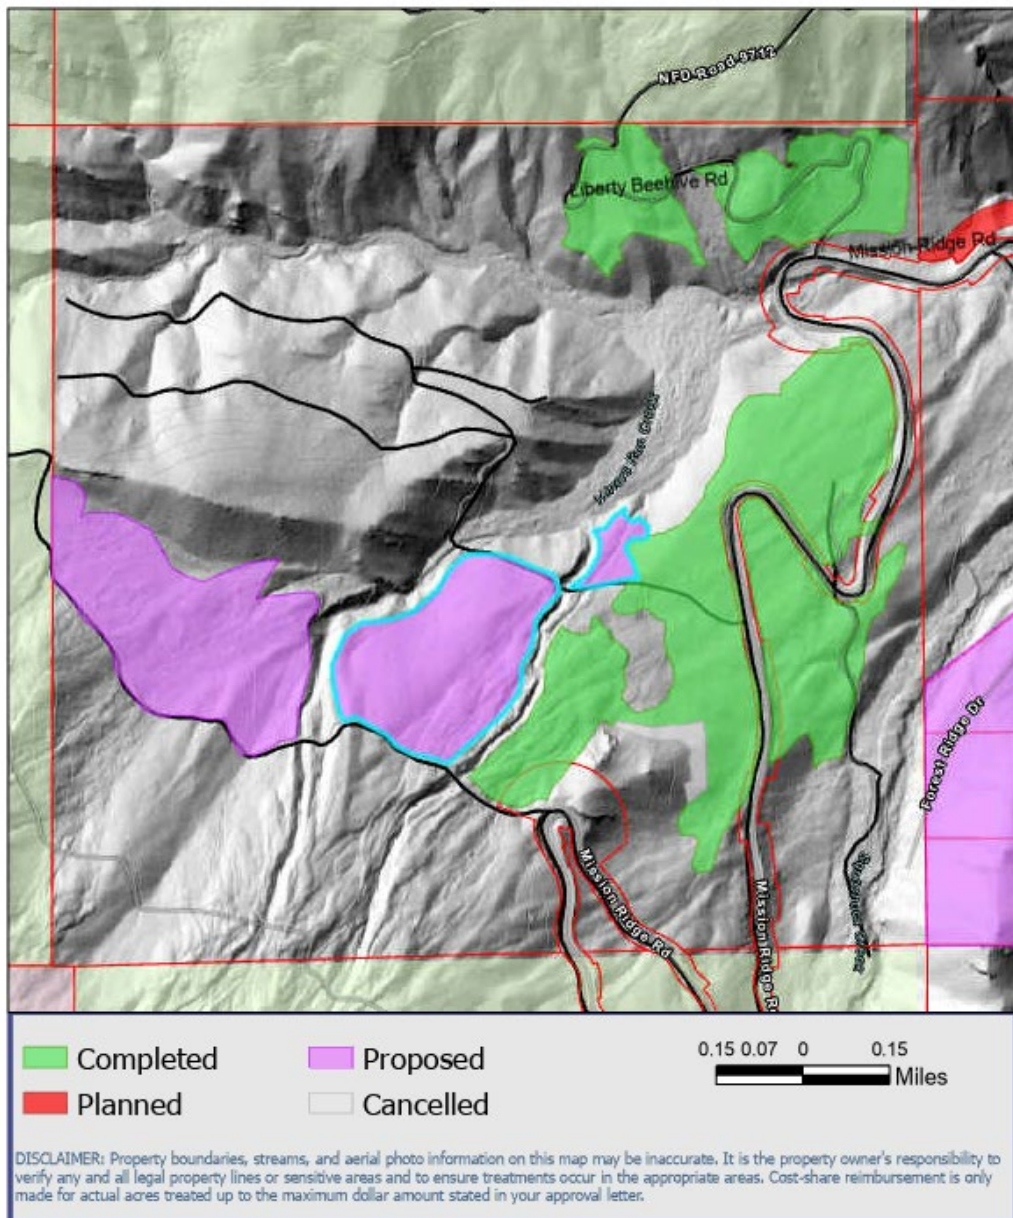 NFD Road 9712
Liberty Beehive Rd
Mission Ridge Rd
Forest Ridge Dr
Mission Ridge Rd
Mission Ridge R
Completed
Proposed
Planned
Cancelled
0.15 0.07 0 0.15
Miles
DISCLAIMER: Property boundaries, streams, and aerial photo information on this map may be inaccurate. It is the property owner's responsibility to
verify any and all legal property lines or sensitive areas and to ensure treatments occur in the appropriate areas. Cost-share reimbursement is only
made for actual acres treated up to the maximum dollar amount stated in your approval letter.